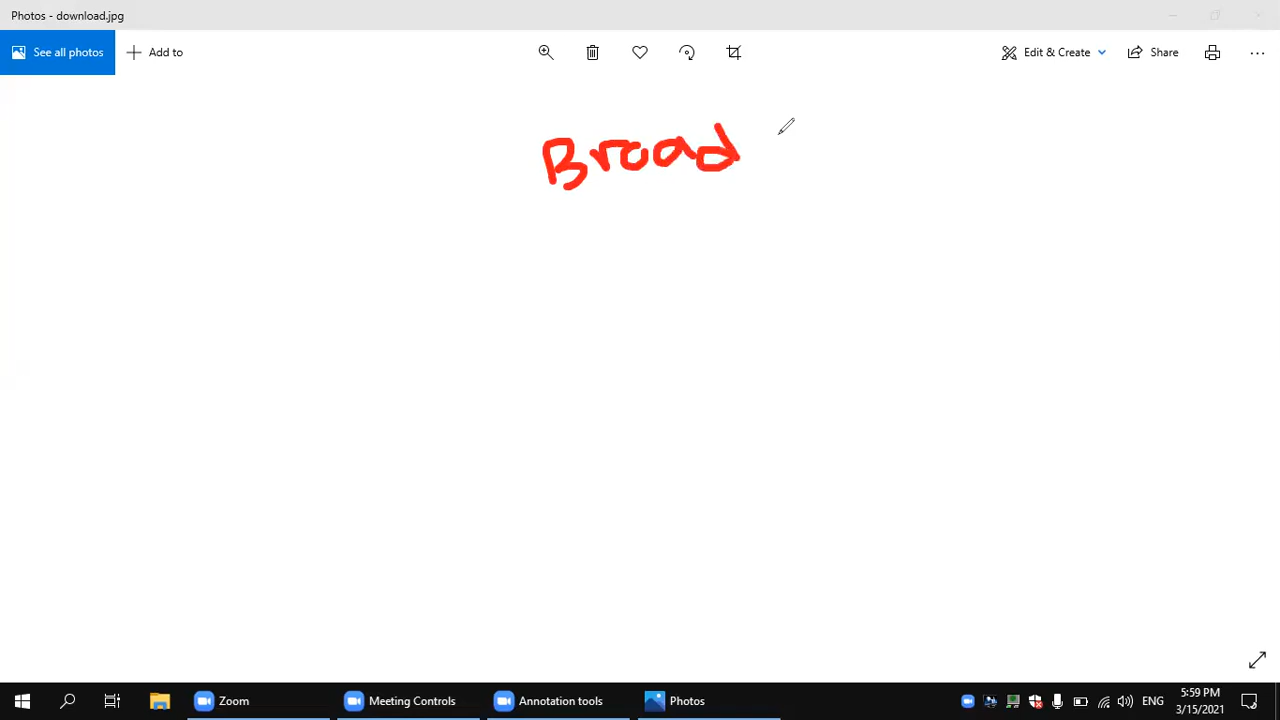 Photos - download.jpg
See all photos
Add to
Edit & Create
Share
Broad
Zoom
Meeting Controls
Annotation tools
Photos
ENG
5:59 PM
3/15/2021